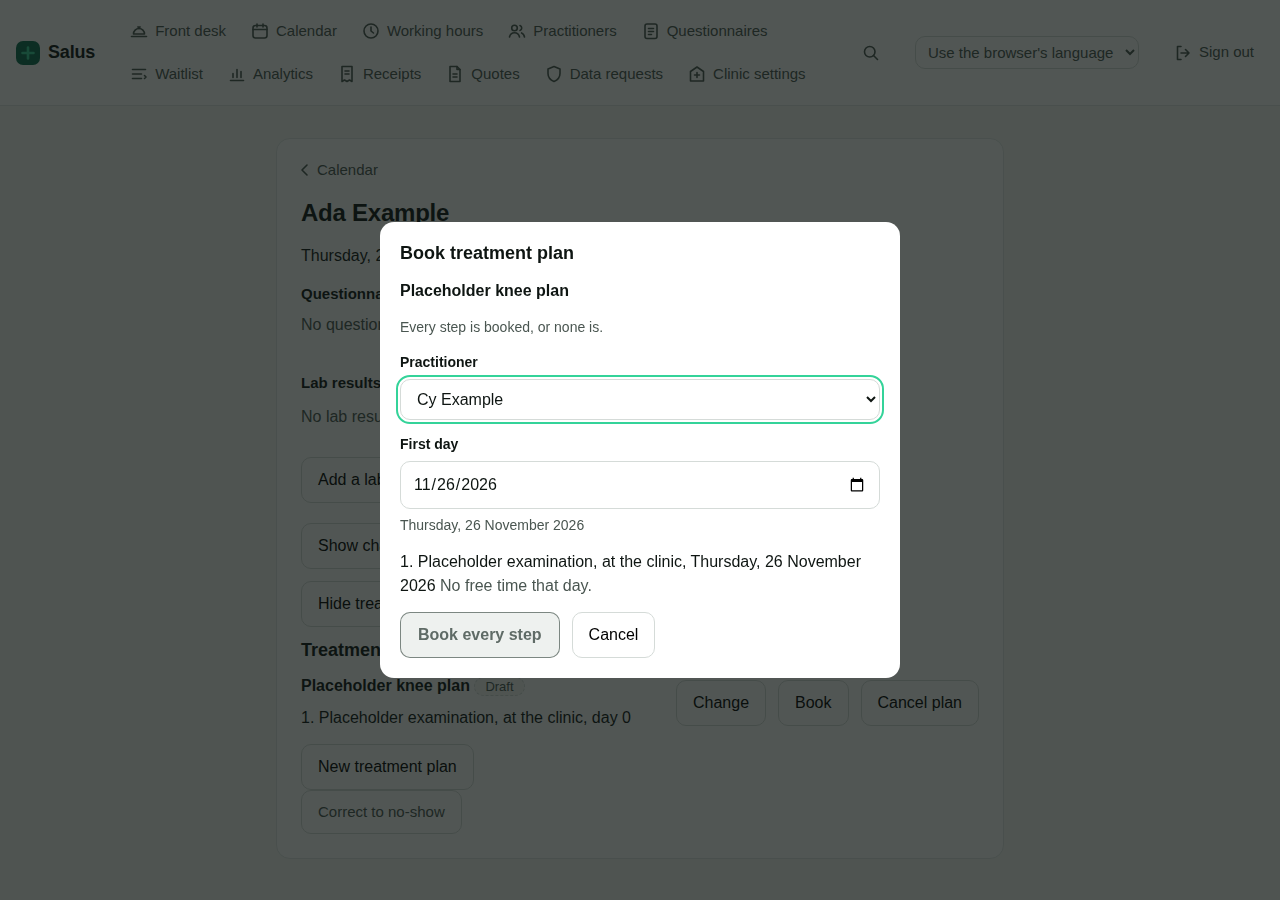 Salus
Front desk
Calendar
Working hours
Practitioners
Questionnaires
Waitlist
Analytics
Receipts
Quotes
Data requests
Clinic settings
Use the browser's language
Sign out
Calendar
Ada Example
Thursday, 2
Questionna
No question
Lab results
No lab resu
Add a lab
Show ch
Hide trea
Treatmen
Book treatment plan
Placeholder knee plan
Every step is booked, or none is.
Practitioner
Cy Example
First day
11/26/2026
Thursday, 26 November 2026
1. Placeholder examination, at the clinic, Thursday, 26 November
2026 No free time that day.
Book every step
Cancel
Placeholder knee plan Draft
1. Placeholder examination, at the clinic, day 0
Change
Book
Cancel plan
New treatment plan
Correct to no-show